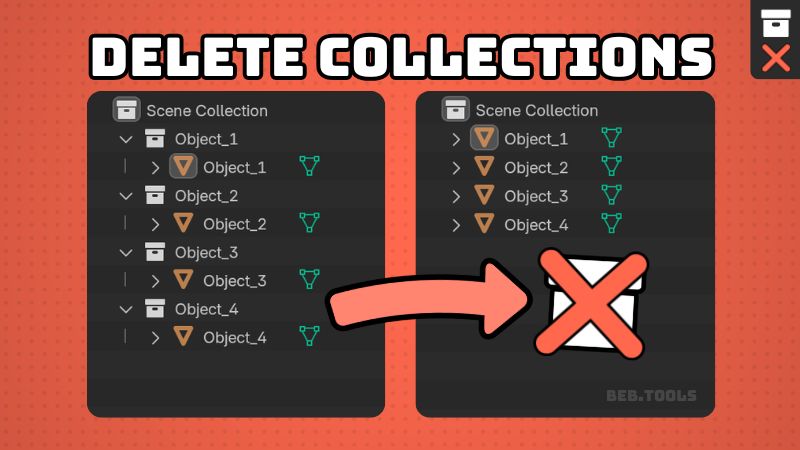 DELETE COLLECTIONS
Scene Collection
Object_1
Object_1
Object_2
Object_2
Object_3
Object_3
Object_4
Object_4
Scene Collection
Object_1
Object_2
Object_3
Object_4
BEB.TOOLS